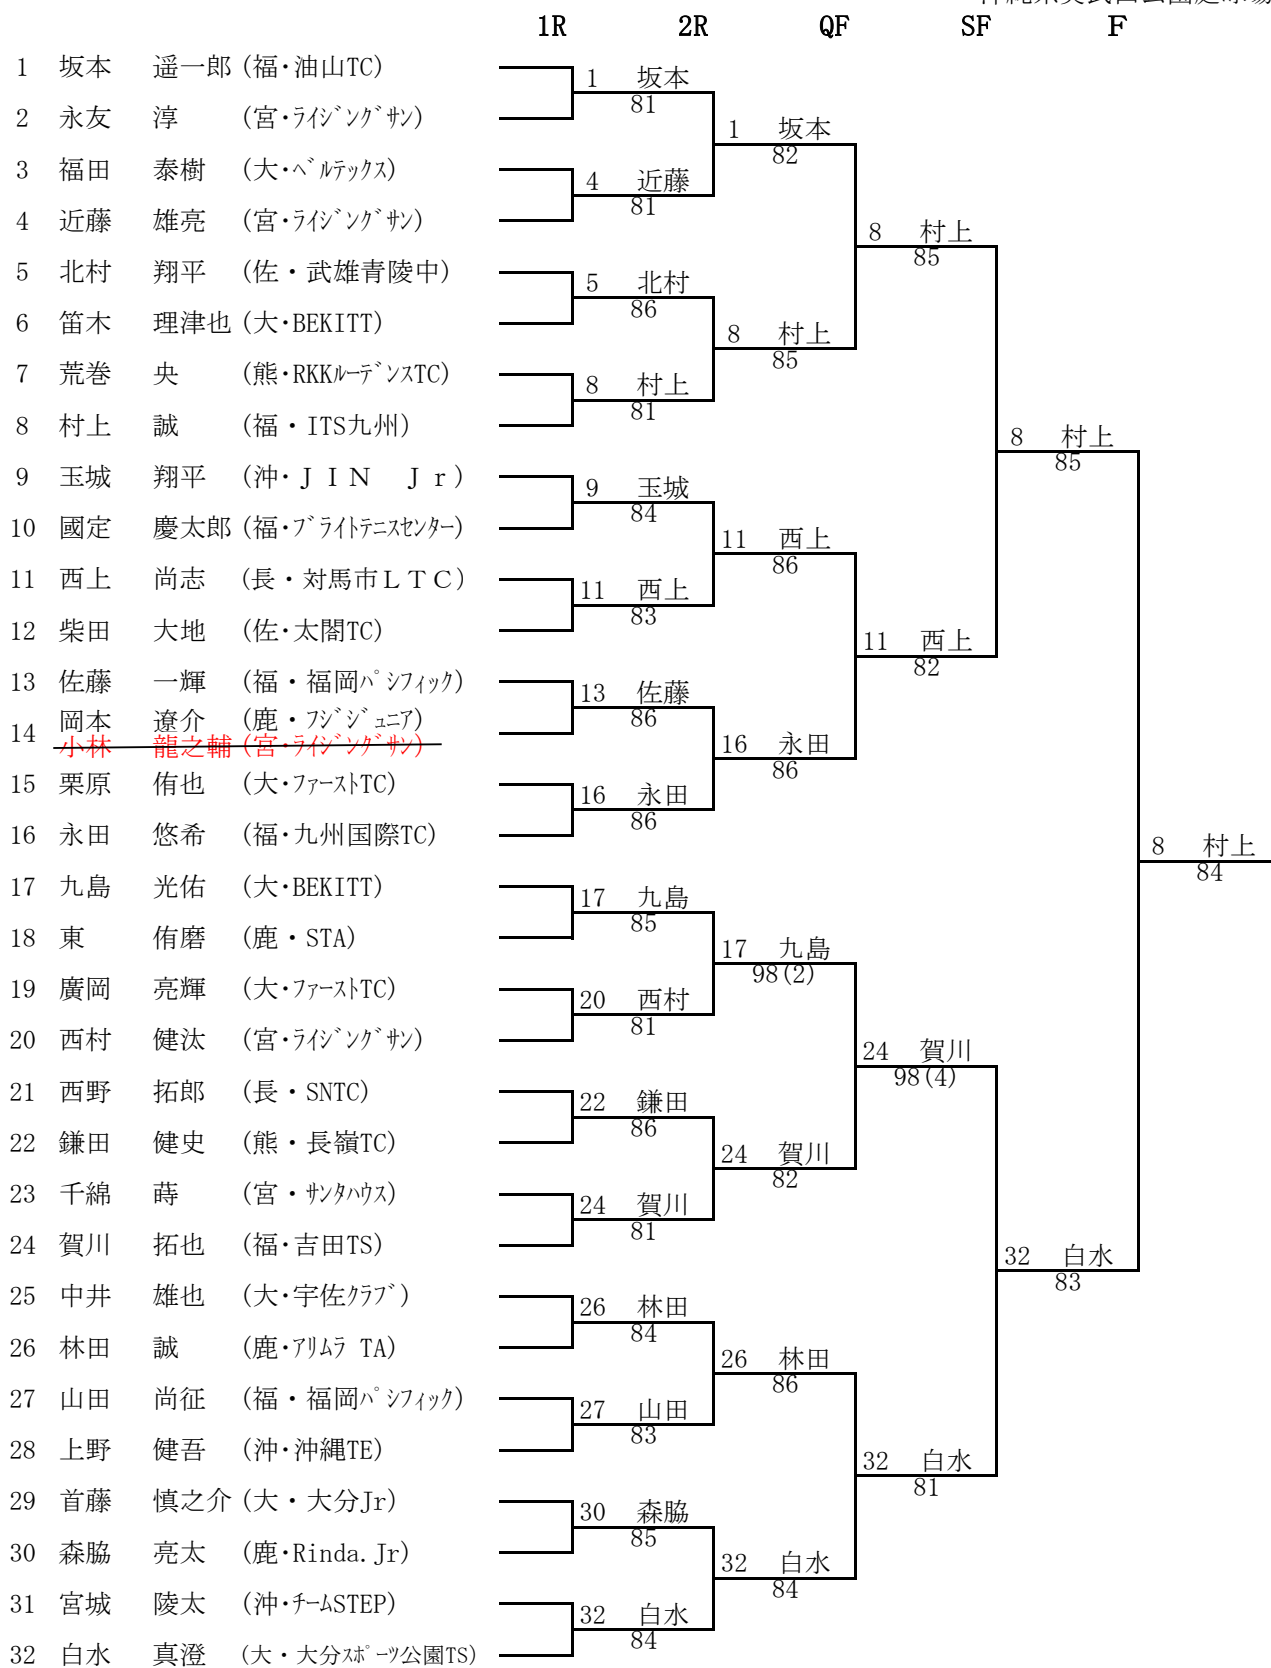 1R 2R QF SF F
1 坂本 遥一郎 (福・油山TC)
2 永友 淳 (宮・ﾗｲｼﾞﾝｸﾞｻﾝ)
3 福田 泰樹 (大・ﾍﾞﾙﾃｯｸｽ)
4 近藤 雄亮 (宮・ﾗｲｼﾞﾝｸﾞｻﾝ)
5 北村 翔平 (佐・武雄青陵中)
6 笛木 理津也 (大・BEKITT)
7 荒巻 央 (熊・RKKﾙｰﾃﾞﾝｽTC)
8 村上 誠 (福・ITS九州)
9 玉城 翔平 (沖・ＪＩＮ Ｊｒ)
10 國定 慶太郎 (福・ﾌﾞﾗｲﾄﾃﾆｽｾﾝﾀｰ)
11 西上 尚志 (長・対馬市ＬＴＣ)
12 柴田 大地 (佐・太閤TC)
13 佐藤 一輝 (福・福岡ﾊﾟｼﾌｨｯｸ)
14 岡本 遼介 (鹿・ﾌｼﾞｼﾞｭﾆｱ)
小林 龍之輔 (宮・ﾗｲｼﾞﾝｸﾞｻﾝ)
15 栗原 侑也 (大・ﾌｧｰｽﾄTC)
16 永田 悠希 (福・九州国際TC)
17 九島 光佑 (大・BEKITT)
18 東 侑磨 (鹿・STA)
19 廣岡 亮輝 (大・ﾌｧｰｽﾄTC)
20 西村 健汰 (宮・ﾗｲｼﾞﾝｸﾞｻﾝ)
21 西野 拓郎 (長・SNTC)
22 鎌田 健史 (熊・長嶺TC)
23 千綿 蒔 (宮・ｻﾝﾀﾊｳｽ)
24 賀川 拓也 (福・吉田TS)
25 中井 雄也 (大・宇佐ｸﾗﾌﾞ)
26 林田 誠 (鹿・ｱﾘﾑﾗ TA)
27 山田 尚征 (福・福岡ﾊﾟｼﾌｨｯｸ)
28 上野 健吾 (沖・沖縄TE)
29 首藤 慎之介 (大・大分Jr)
30 森脇 亮太 (鹿・Rinda.Jr)
31 宮城 陵太 (沖・ﾁｰﾑSTEP)
32 白水 真澄 (大・大分ｽﾎﾟｰﾂ公園TS)
1 坂本
81
4 近藤
81
5 北村
86
8 村上
81
9 玉城
84
11 西上
83
13 佐藤
86
16 永田
86
17 九島
85
20 西村
81
22 鎌田
86
24 賀川
81
26 林田
84
27 山田
83
30 森脇
85
32 白水
84
1 坂本
82
8 村上
85
11 西上
86
16 永田
86
17 九島
98(2)
24 賀川
82
26 林田
86
32 白水
84
8 村上
85
11 西上
82
24 賀川
98(4)
32 白水
81
8 村上
85
32 白水
83
8 村上
84